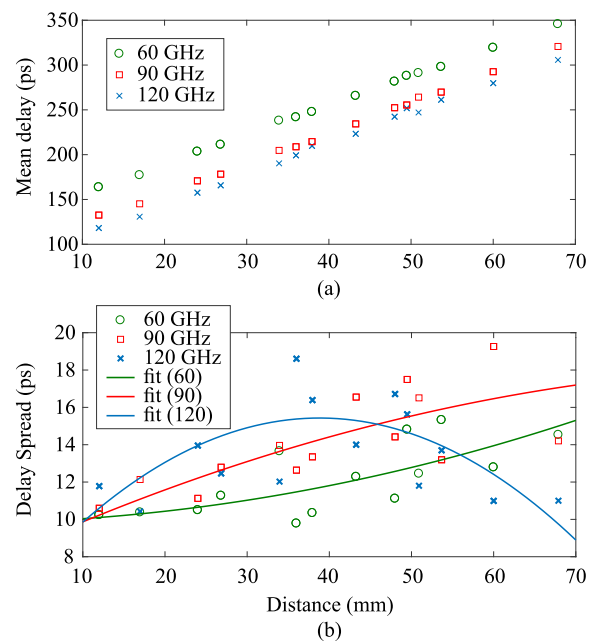 350
300
250
200
150
100
Mean delay (ps)
60 GHz
90 GHz
120 GHz
10 20 30 40 50 60 70
(a)
20
18
16
14
12
10
8
Delay Spread (ps)
60 GHz
90 GHz
120 GHz
fit (60)
fit (90)
fit (120)
10 20 30 40 50 60 70
Distance (mm)
(b)